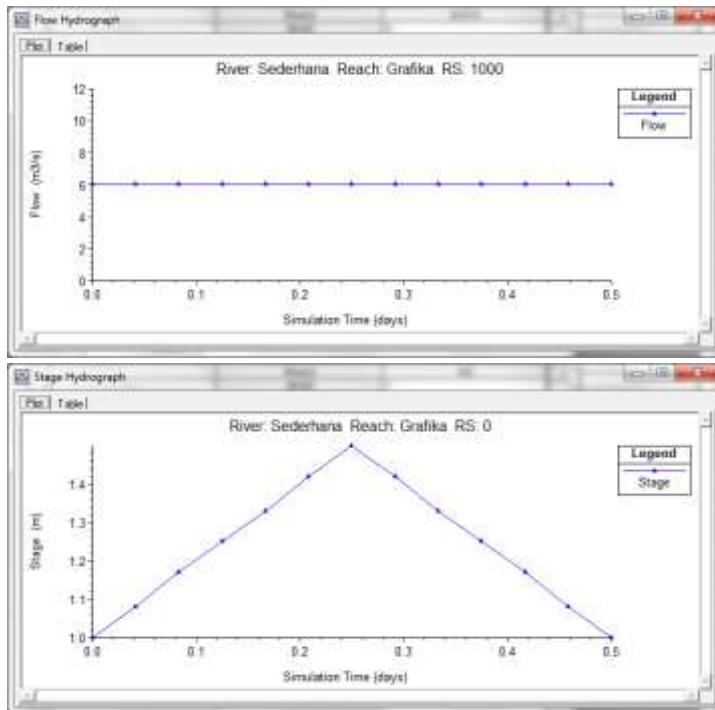 Flow Hydrograph
Plot Table
River: Sederhana Reach: Grafika RS: 1000
Legend
Flow
Flow (m3/s)
12
10
8
6
4
2
0
0.0 0.1 0.2 0.3 0.4 0.5
Simulation Time (days)
Stage Hydrograph
Plot Table
River: Sederhana Reach: Grafika RS: 0
Legend
Stage
Stage (m)
1.4
1.3
1.2
1.1
1.0
0.0 0.1 0.2 0.3 0.4 0.5
Simulation Time (days)